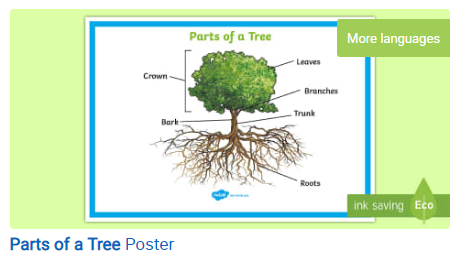 Parts of a Tree
More languages
Leaves
Crown
Branches
Trunk
Bark
Roots
ink saving Eco
Parts of a Tree Poster